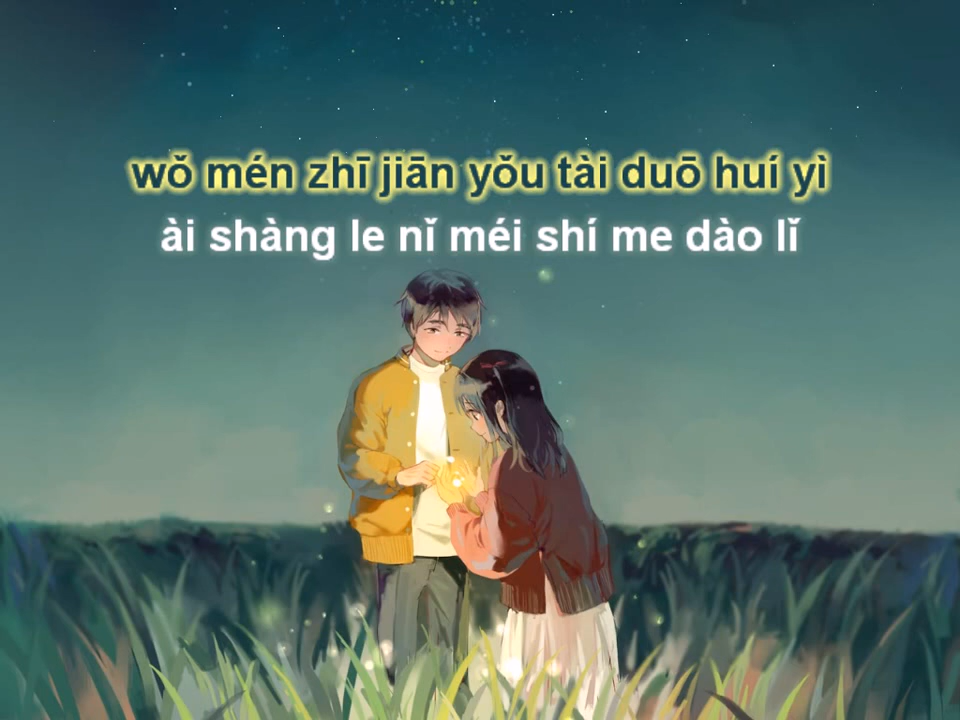 wǒ mén zhī jiān yǒu tài duō huí yì
ài shàng le nǐ méi shí me dào lǐ